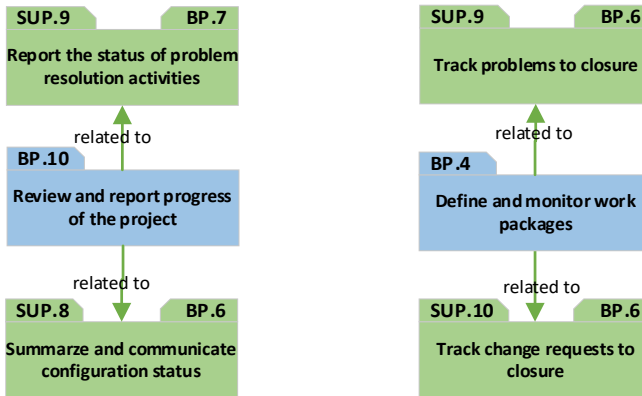 SUP.9 BP.7
Report the status of problem
resolution activities
related to
BP.10
Review and report progress
of the project
related to
SUP.8 BP.6
Summarze and communicate
configuration status
SUP.9 BP.6
Track problems to closure
related to
BP.4
Define and monitor work
packages
related to
SUP.10 BP.6
Track change requests to
closure